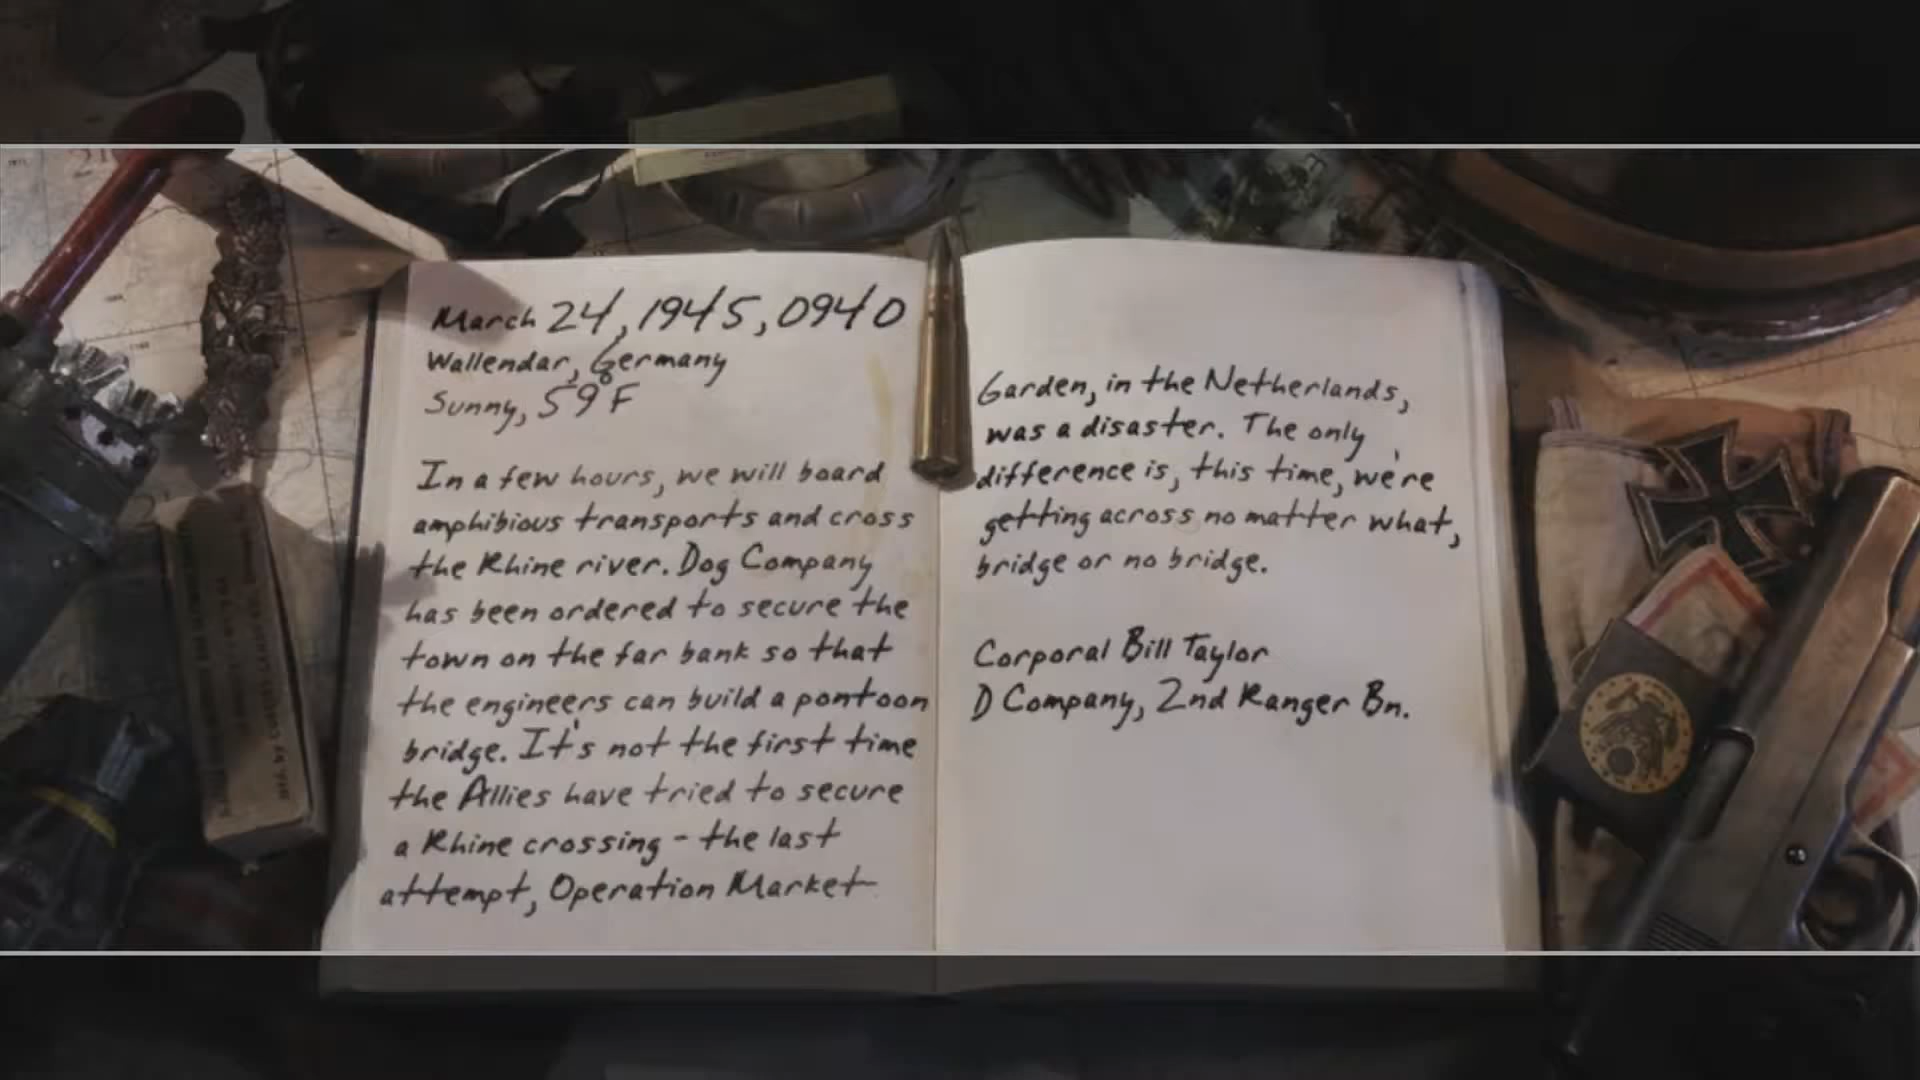 March 24, 1945, 0940
Wallendar, Germany
Sunny, 59 F
In a few hours, we will board
amphibious transports and cross
the Rhine river. Dog Company
has been ordered to secure the
town on the far bank so that
the engineers can build a pontoon
bridge. It's not the first time
the Allies have tried to secure
a Rhine crossing - the last
attempt, Operation Market
Garden, in the Netherlands,
was a disaster. The only
difference is, this time, we're
getting across no matter what,
bridge or no bridge.
Corporal Bill Taylor
D Company, 2nd Ranger Bn.